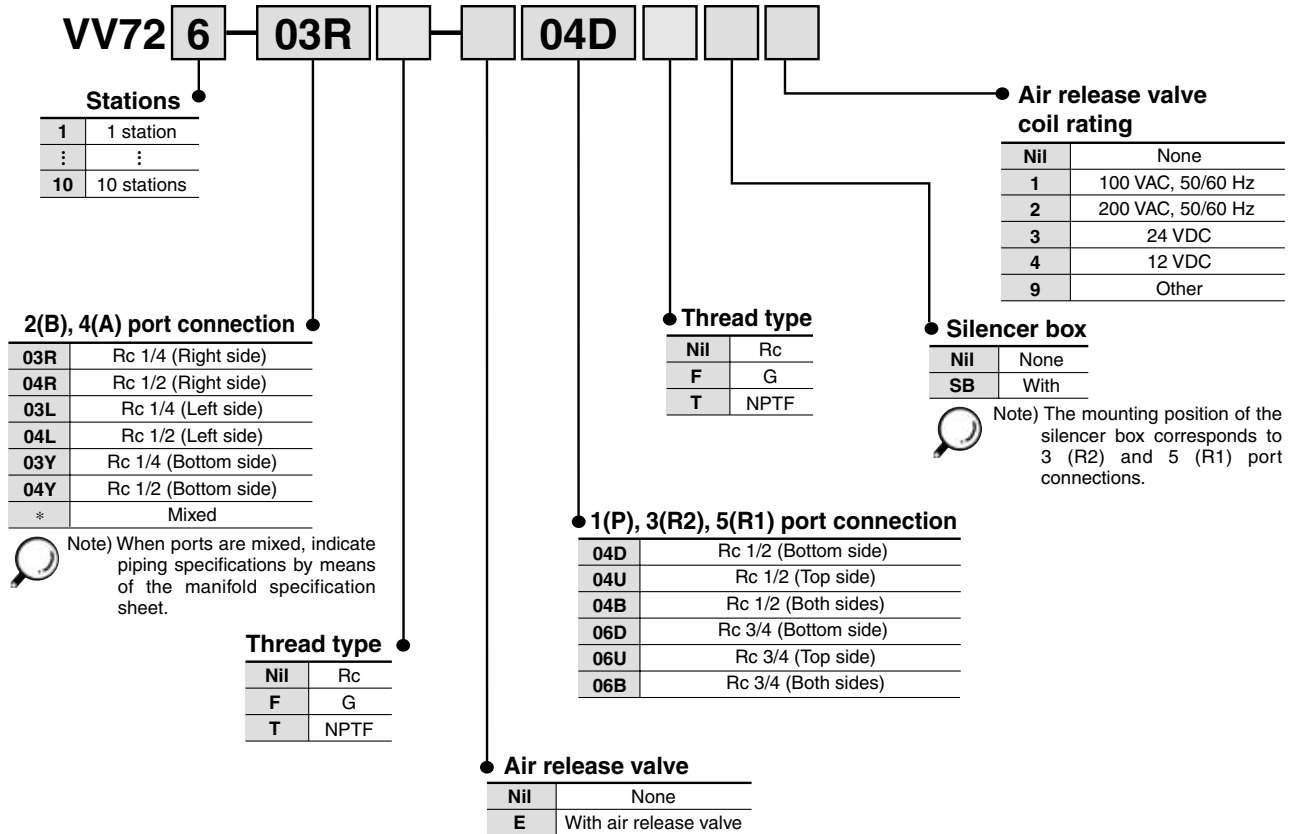 VV72 6 – 03R – 04D
Stations
1 1 station
⋮ ⋮
10 10 stations
2(B), 4(A) port connection
03R Rc 1/4 (Right side)
04R Rc 1/2 (Right side)
03L Rc 1/4 (Left side)
04L Rc 1/2 (Left side)
03Y Rc 1/4 (Bottom side)
04Y Rc 1/2 (Bottom side)
* Mixed
Note) When ports are mixed, indicate
piping specifications by means
of the manifold specification
sheet.
Thread type
Nil Rc
F G
T NPTF
Air release valve
Nil None
E With air release valve
1(P), 3(R2), 5(R1) port connection
04D Rc 1/2 (Bottom side)
04U Rc 1/2 (Top side)
04B Rc 1/2 (Both sides)
06D Rc 3/4 (Bottom side)
06U Rc 3/4 (Top side)
06B Rc 3/4 (Both sides)
Thread type
Nil Rc
F G
T NPTF
Silencer box
Nil None
SB With
Note) The mounting position of the
silencer box corresponds to
3 (R2) and 5 (R1) port
connections.
Air release valve
coil rating
Nil None
1 100 VAC, 50/60 Hz
2 200 VAC, 50/60 Hz
3 24 VDC
4 12 VDC
9 Other